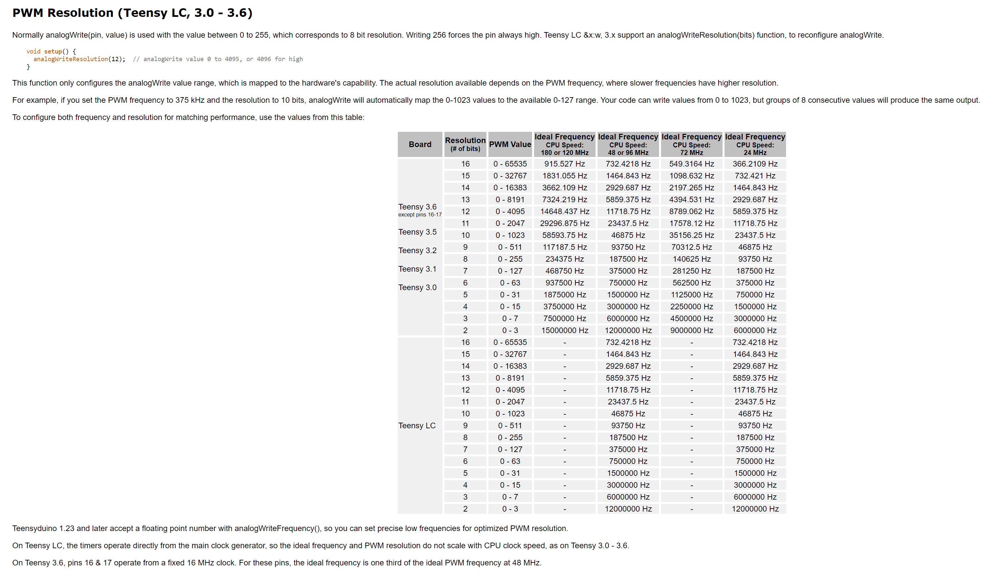 PWM Resolution (Teensy LC, 3.0 - 3.6)
Normally analogWrite(pin, value) is used with the value between 0 to 255, which corresponds to 8 bit resolution. Writing 256 forces the pin always high. Teensy LC &x:w, 3.x support an analogWriteResolution(bits) function, to reconfigure analogWrite.
void setup() {
  analogWriteResolution(12);  // analogWrite value 0 to 4095, or 4096 for high
}
This function only configures the analogWrite value range, which is mapped to the hardware's capability. The actual resolution available depends on the PWM frequency, where slower frequencies have higher resolution.
For example, if you set the PWM frequency to 375 kHz and the resolution to 10 bits, analogWrite will automatically map the 0-1023 values to the available 0-127 range. Your code can write values from 0 to 1023, but groups of 8 consecutive values will produce the same output.
To configure both frequency and resolution for matching performance, use the values from this table:
Board Resolution (# of bits) PWM Value Ideal Frequency CPU Speed: 180 or 120 MHz Ideal Frequency CPU Speed: 48 or 96 MHz Ideal Frequency CPU Speed: 72 MHz Ideal Frequency CPU Speed: 24 MHz
Teensy 3.6
except pins 16-17
Teensy 3.5
Teensy 3.2
Teensy 3.1
Teensy 3.0
16 0 - 65535 915.527 Hz 732.4218 Hz 549.3164 Hz 366.2109 Hz
15 0 - 32767 1831.055 Hz 1464.843 Hz 1098.632 Hz 732.421 Hz
14 0 - 16383 3662.109 Hz 2929.687 Hz 2197.265 Hz 1464.843 Hz
13 0 - 8191 7324.219 Hz 5859.375 Hz 4394.531 Hz 2929.687 Hz
12 0 - 4095 14648.437 Hz 11718.75 Hz 8789.062 Hz 5859.375 Hz
11 0 - 2047 29296.875 Hz 23437.5 Hz 17578.12 Hz 11718.75 Hz
10 0 - 1023 58593.75 Hz 46875 Hz 35156.25 Hz 23437.5 Hz
9 0 - 511 117187.5 Hz 93750 Hz 70312.5 Hz 46875 Hz
8 0 - 255 234375 Hz 187500 Hz 140625 Hz 93750 Hz
7 0 - 127 468750 Hz 375000 Hz 281250 Hz 187500 Hz
6 0 - 63 937500 Hz 750000 Hz 562500 Hz 375000 Hz
5 0 - 31 1875000 Hz 1500000 Hz 1125000 Hz 750000 Hz
4 0 - 15 3750000 Hz 3000000 Hz 2250000 Hz 1500000 Hz
3 0 - 7 7500000 Hz 6000000 Hz 4500000 Hz 3000000 Hz
2 0 - 3 15000000 Hz 12000000 Hz 9000000 Hz 6000000 Hz
Teensy LC
16 0 - 65535 - 732.4218 Hz - 732.4218 Hz
15 0 - 32767 - 1464.843 Hz - 1464.843 Hz
14 0 - 16383 - 2929.687 Hz - 2929.687 Hz
13 0 - 8191 - 5859.375 Hz - 5859.375 Hz
12 0 - 4095 - 11718.75 Hz - 11718.75 Hz
11 0 - 2047 - 23437.5 Hz - 23437.5 Hz
10 0 - 1023 - 46875 Hz - 46875 Hz
9 0 - 511 - 93750 Hz - 93750 Hz
8 0 - 255 - 187500 Hz - 187500 Hz
7 0 - 127 - 375000 Hz - 375000 Hz
6 0 - 63 - 750000 Hz - 750000 Hz
5 0 - 31 - 1500000 Hz - 1500000 Hz
4 0 - 15 - 3000000 Hz - 3000000 Hz
3 0 - 7 - 6000000 Hz - 6000000 Hz
2 0 - 3 - 12000000 Hz - 12000000 Hz
Teensyduino 1.23 and later accept a floating point number with analogWriteFrequency(), so you can set precise low frequencies for optimized PWM resolution.
On Teensy LC, the timers operate directly from the main clock generator, so the ideal frequency and PWM resolution do not scale with CPU clock speed, as on Teensy 3.0 - 3.6.
On Teensy 3.6, pins 16 & 17 operate from a fixed 16 MHz clock. For these pins, the ideal frequency is one third of the ideal PWM frequency at 48 MHz.